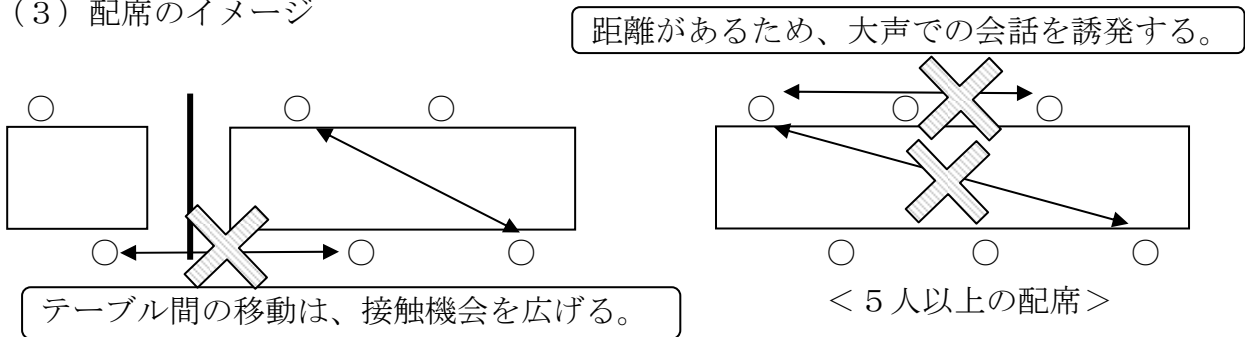 （３）配席のイメージ
距離があるため、大声での会話を誘発する。
テーブル間の移動は、接触機会を広げる。
＜５人以上の配席＞